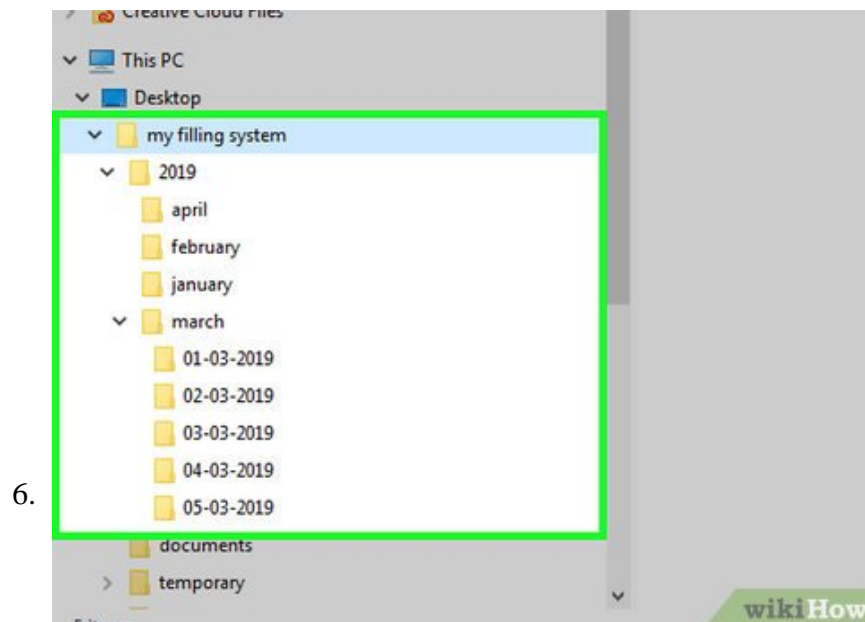 Creative Cloud Files
This PC
Desktop
my filling system
2019
april
february
january
march
01-03-2019
02-03-2019
03-03-2019
04-03-2019
6.
05-03-2019
documents
temporary
wikiHow